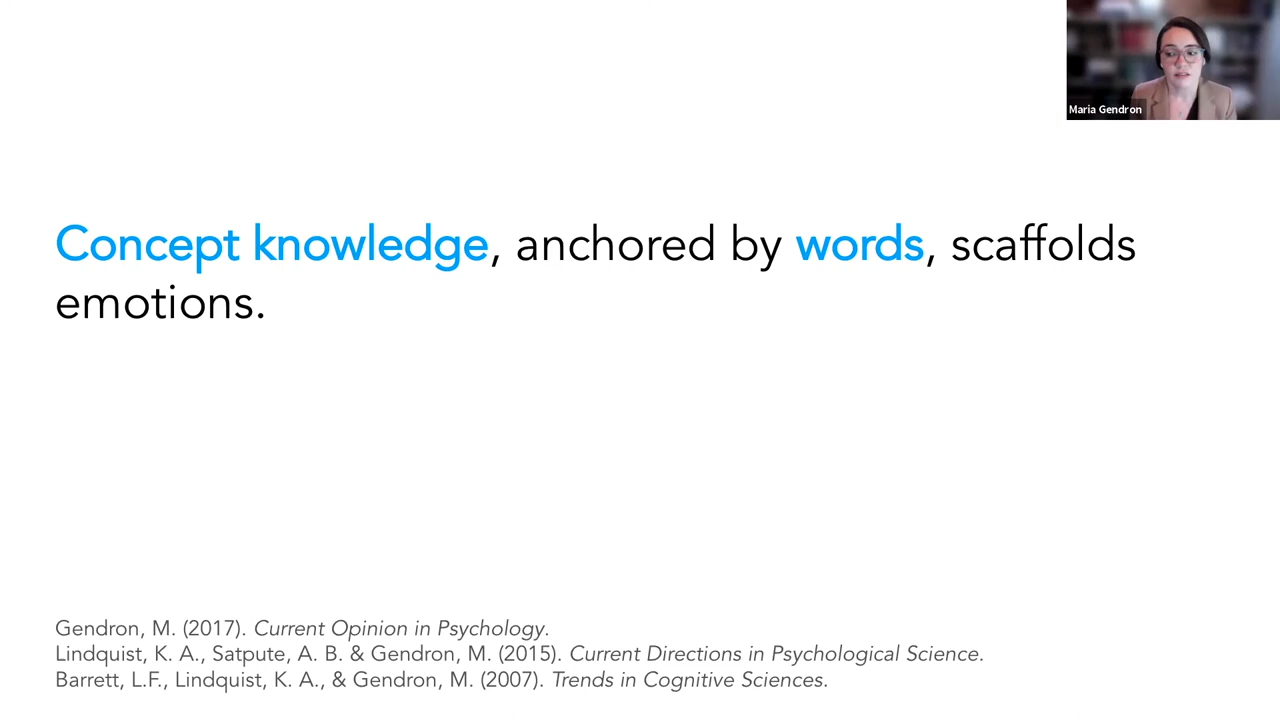 Maria Gendron
Concept knowledge, anchored by words, scaffolds
emotions.
Gendron, M. (2017). Current Opinion in Psychology.
Lindquist, K. A., Satpute, A. B. & Gendron, M. (2015). Current Directions in Psychological Science.
Barrett, L.F., Lindquist, K. A., & Gendron, M. (2007). Trends in Cognitive Sciences.